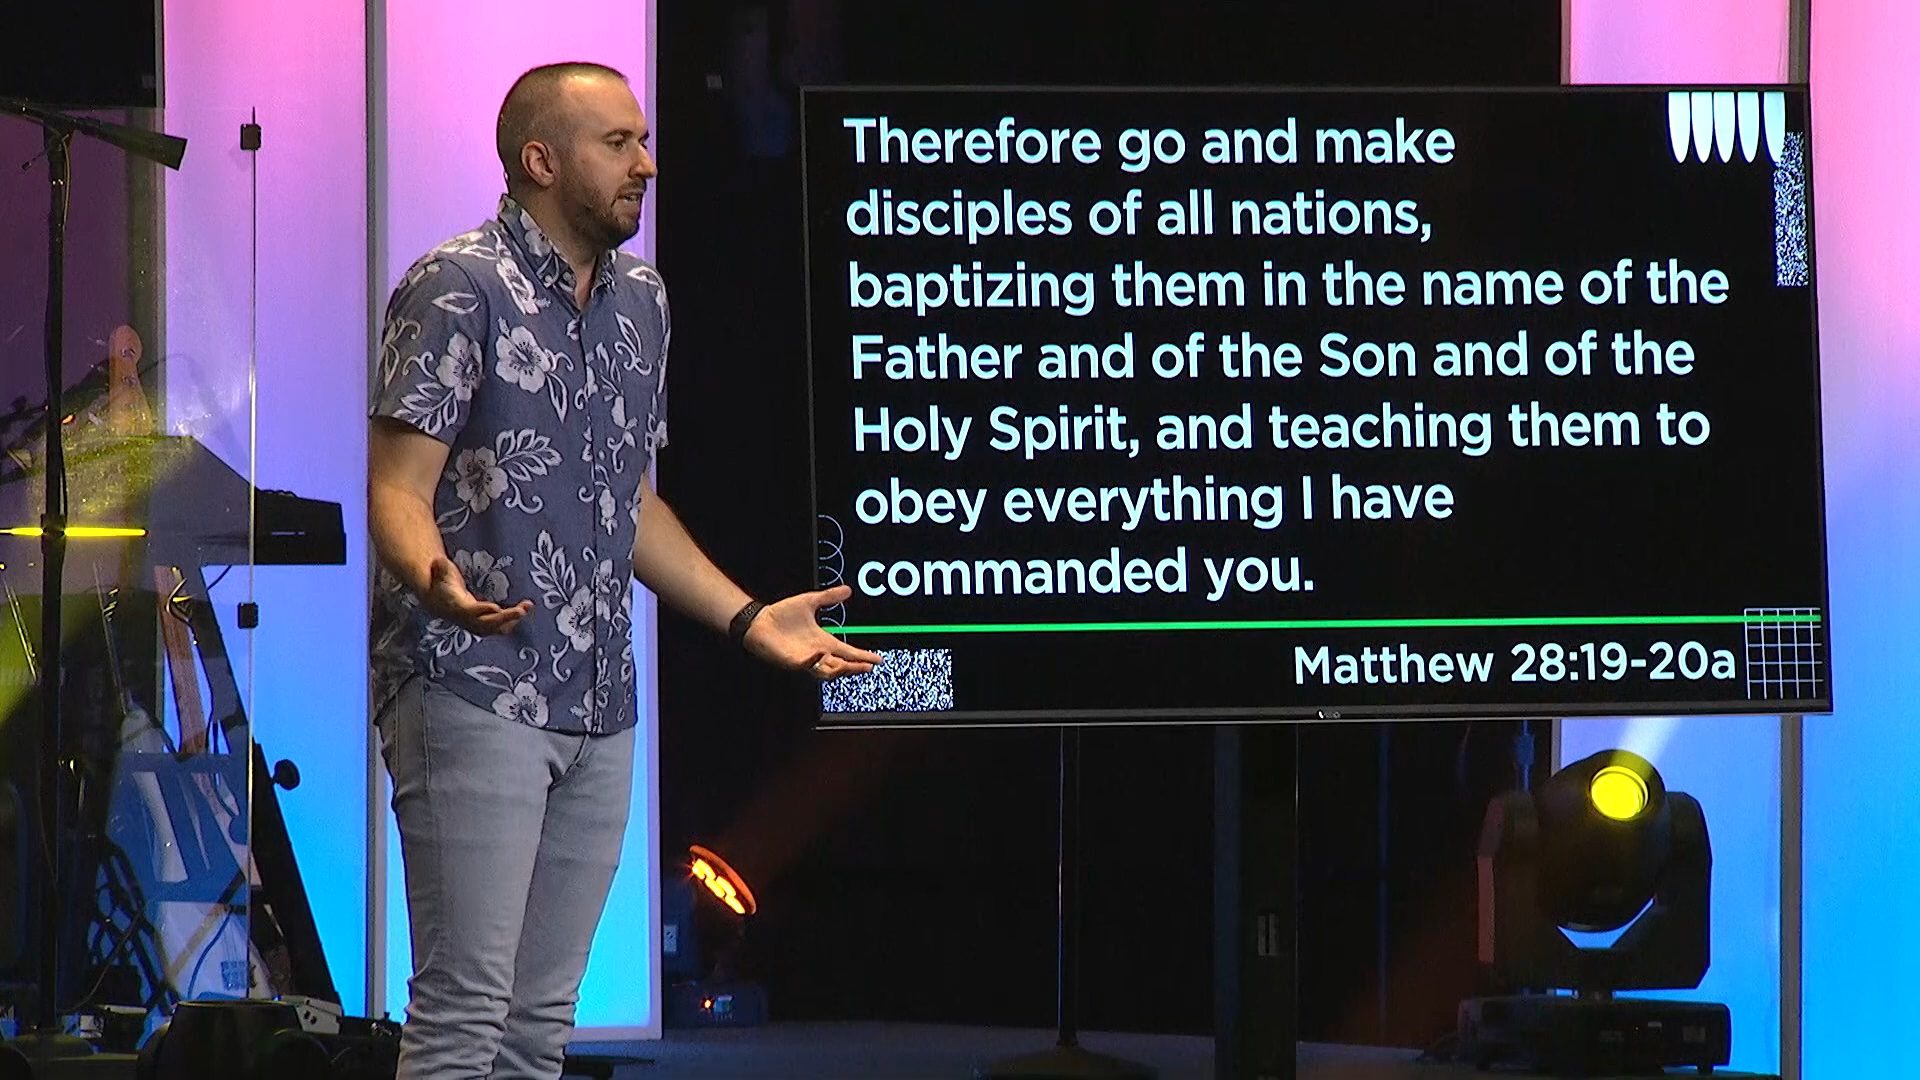 Therefore go and make
disciples of all nations,
baptizing them in the name of the
Father and of the Son and of the
Holy Spirit, and teaching them to
obey everything I have
commanded you.
Matthew 28:19-20a